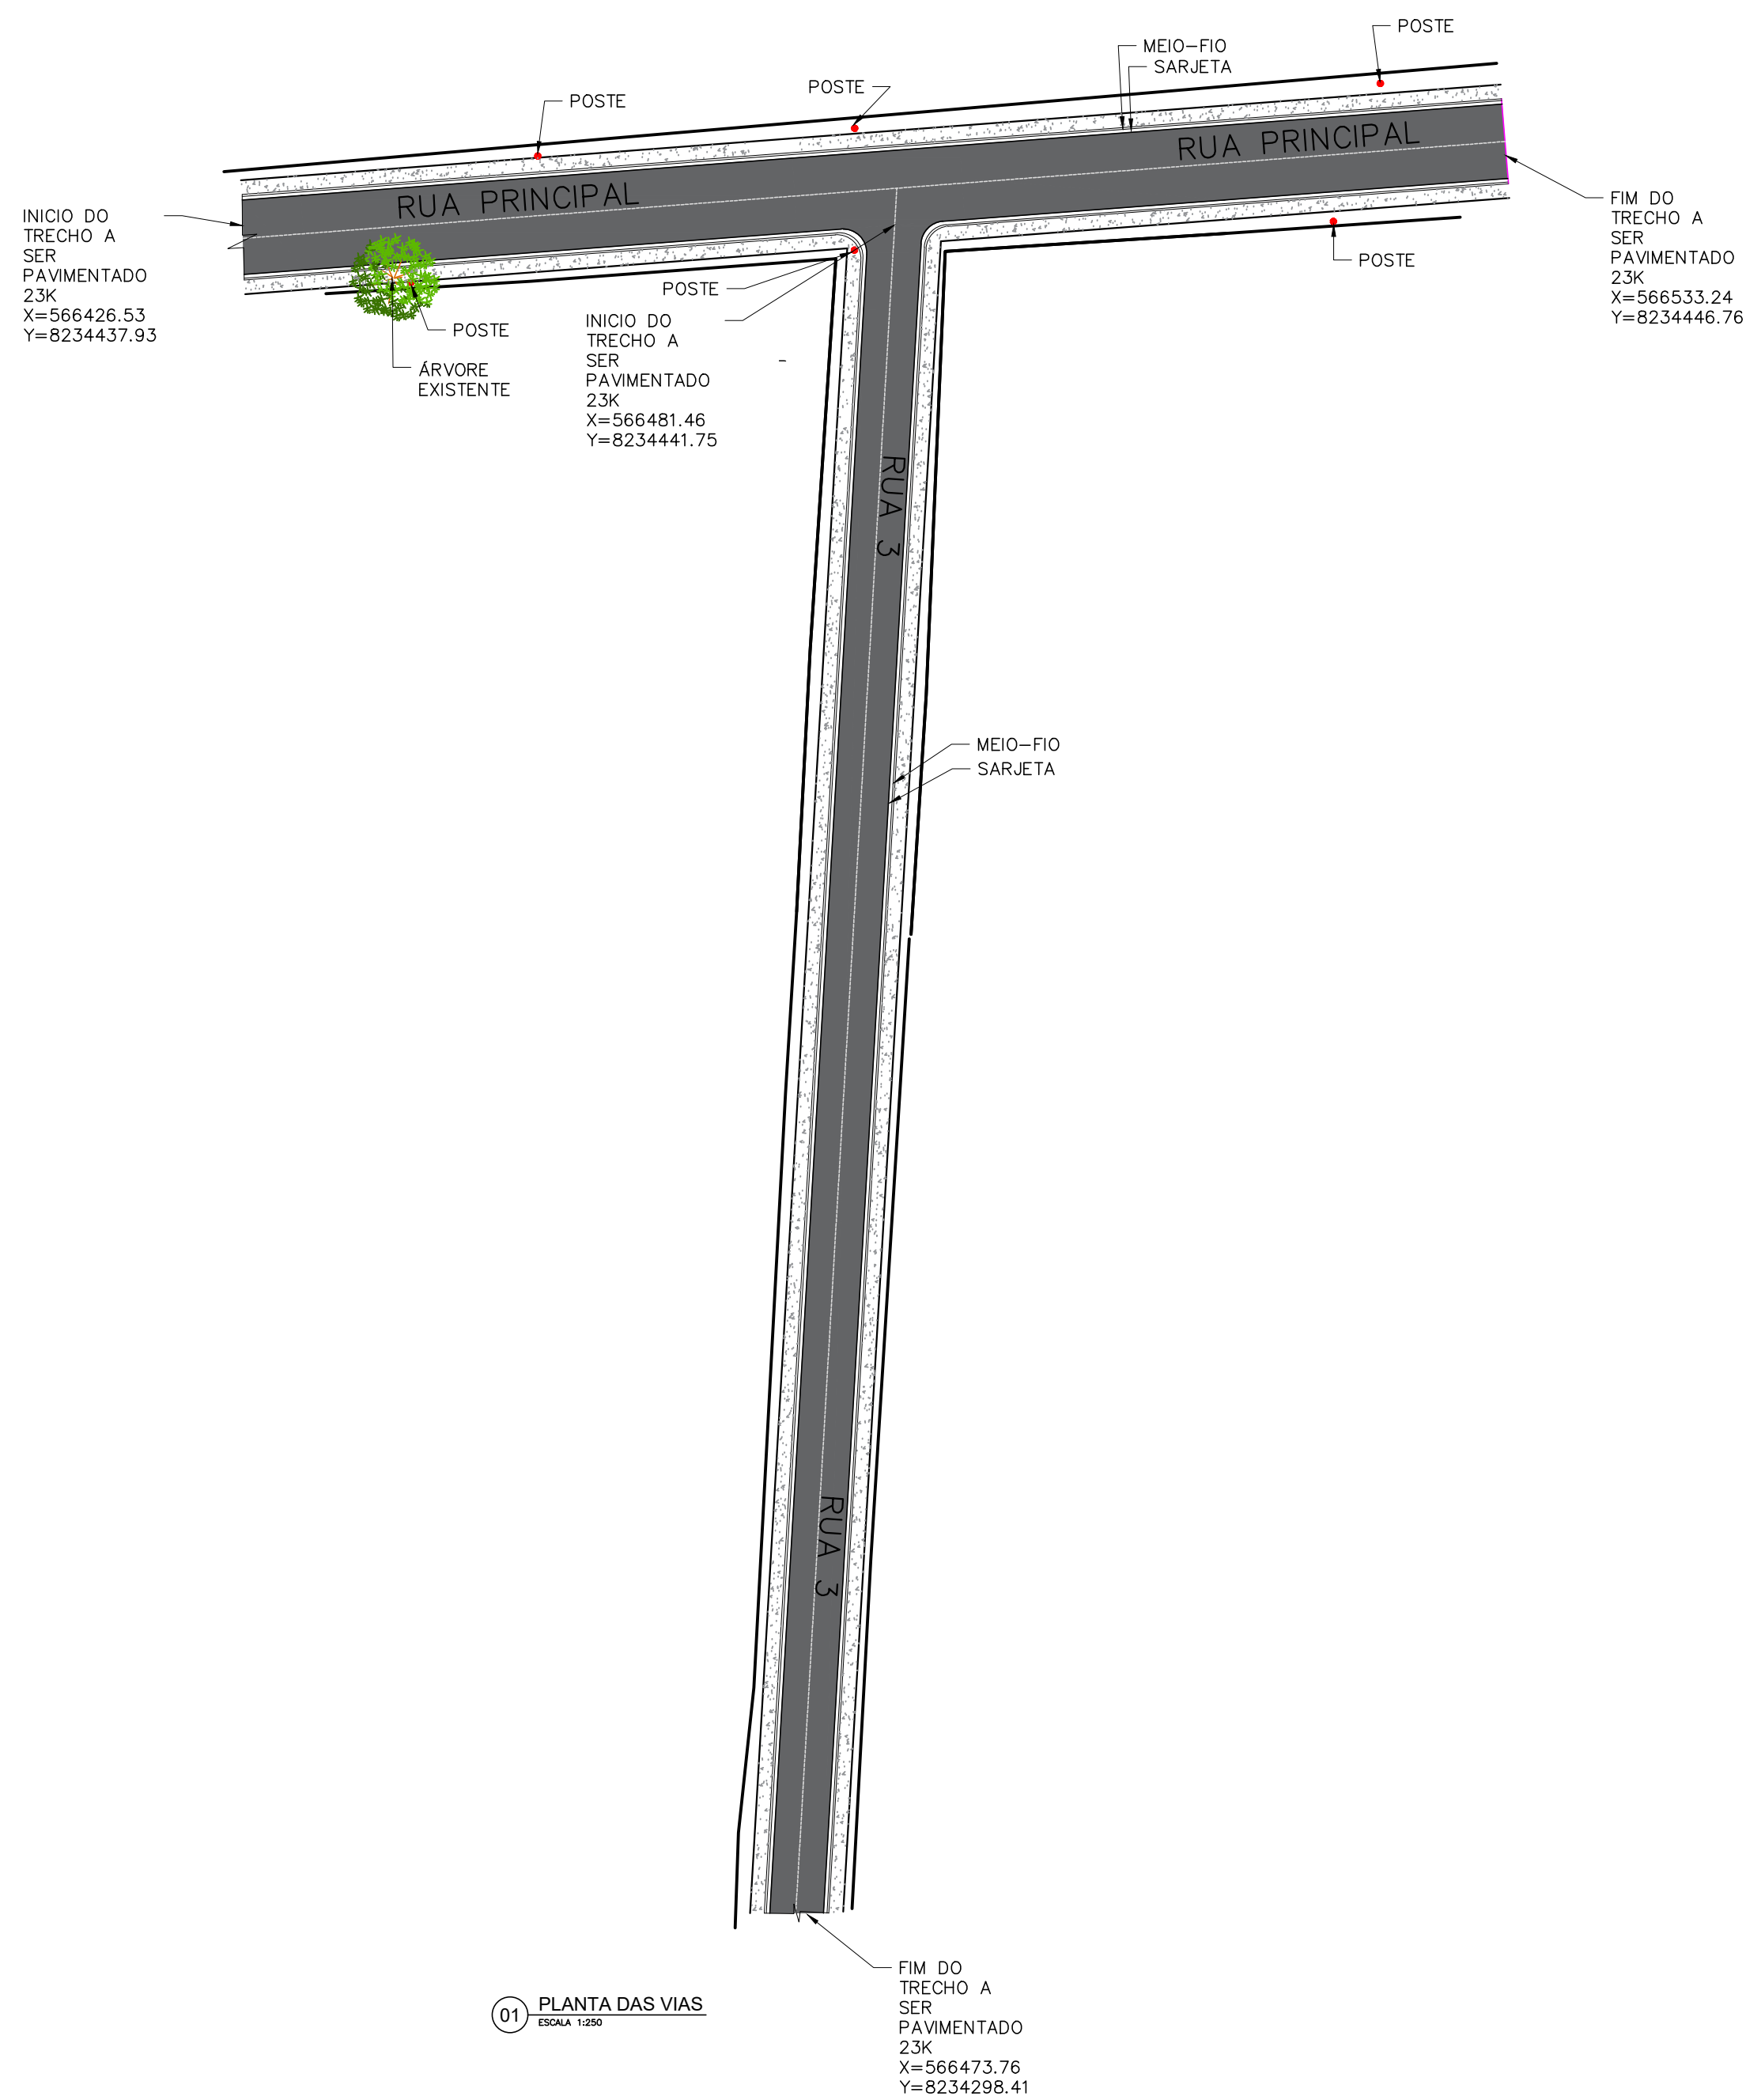 POSTE
MEIO-FIO
SARJETA
POSTE
POSTE
RUA PRINCIPAL
RUA PRINCIPAL
INICIO DO
TRECHO A
SER
PAVIMENTADO
23K
X=566426.53
Y=8234437.93
FIM DO
TRECHO A
SER
PAVIMENTADO
23K
X=566533.24
Y=8234446.76
POSTE
POSTE
POSTE
ÁRVORE
EXISTENTE
INICIO DO
TRECHO A
SER
PAVIMENTADO
23K
X=566481.46
Y=8234441.75
RUA 3
MEIO-FIO
SARJETA
RUA 3
FIM DO
TRECHO A
SER
PAVIMENTADO
23K
X=566473.76
Y=8234298.41
01 PLANTA DAS VIAS
ESCALA 1:250